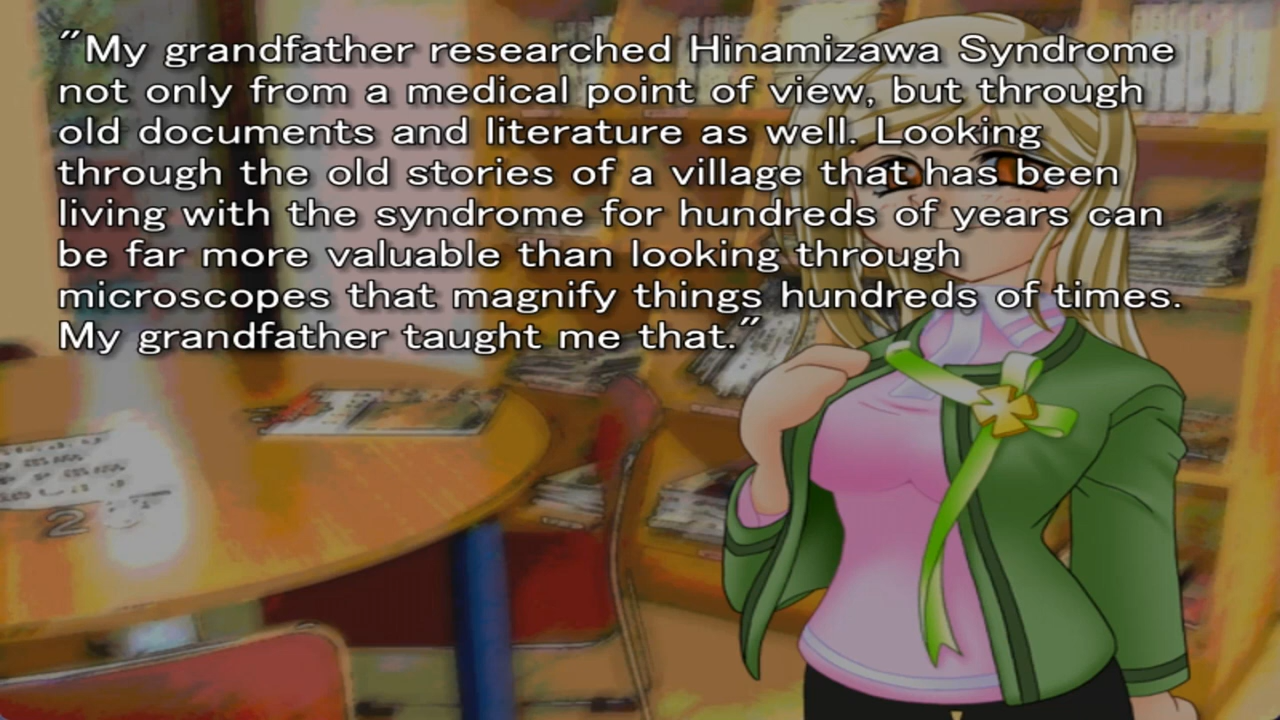 "My grandfather researched Hinamizawa Syndrome
not only from a medical point of view, but through
old documents and literature as well. Looking
through the old stories of a village that has been
living with the syndrome for hundreds of years can
be far more valuable than looking through
microscopes that magnify things hundreds of times.
My grandfather taught me that."
2